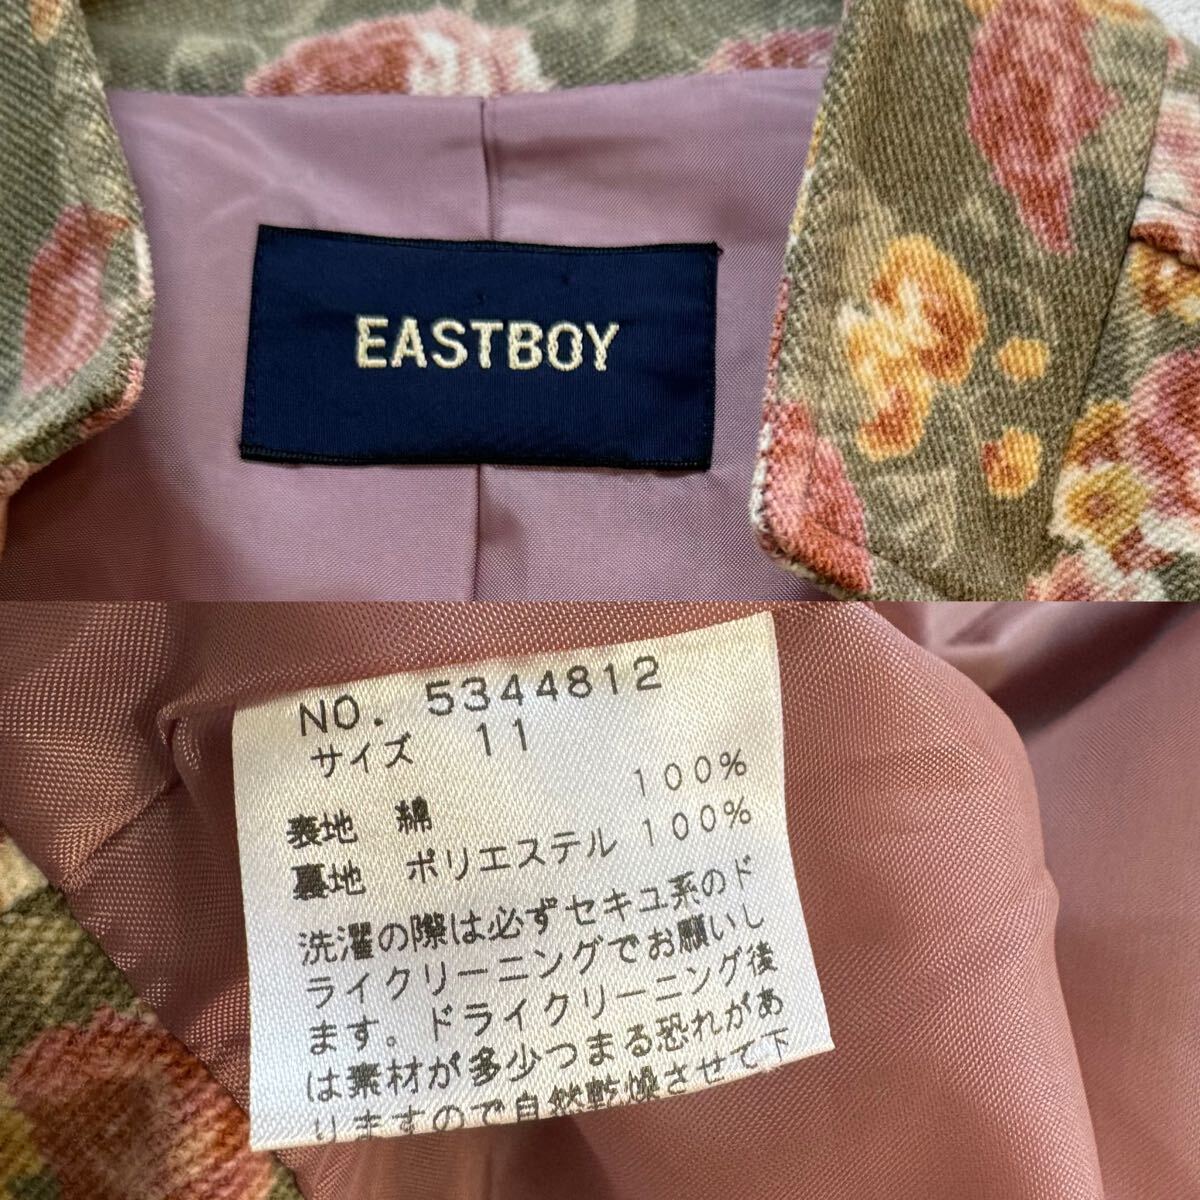 EASTBOY
NO. 5344812
サイズ 11
表地 綿 100%
裏地 ポリエステル 100%
洗濯の際は必ずセキユ系のド
ライクリーニングでお願いし
ます。ドライクリーニング後
は素材が多少つまる恐れがあ
りますので自然乾燥させて下